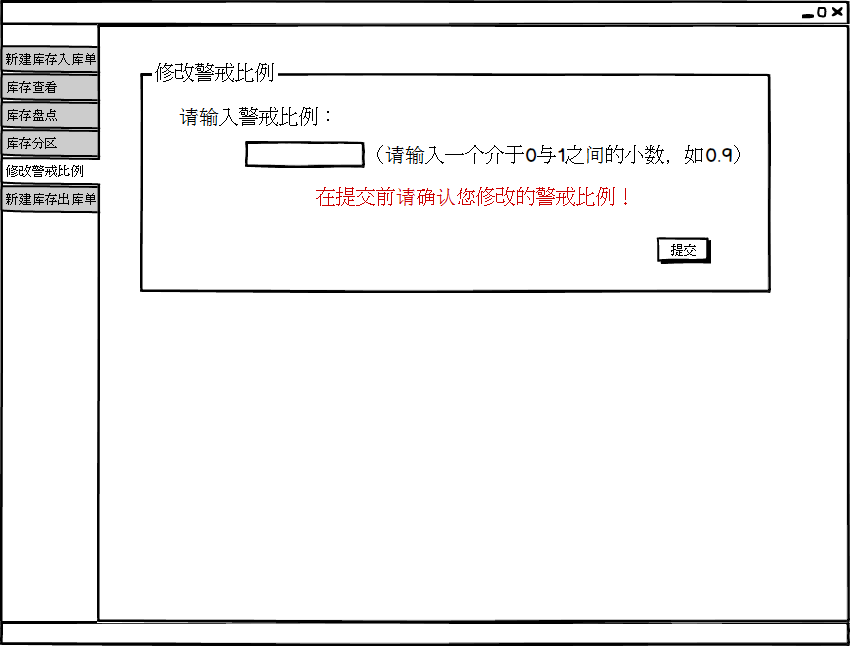 新建库存入库单
库存查看
库存盘点
库存分区
修改警戒比例
新建库存出库单
修改警戒比例
请输入警戒比例：
（请输入一个介于0与1之间的小数，如0.9）
在提交前请确认您修改的警戒比例！
提交